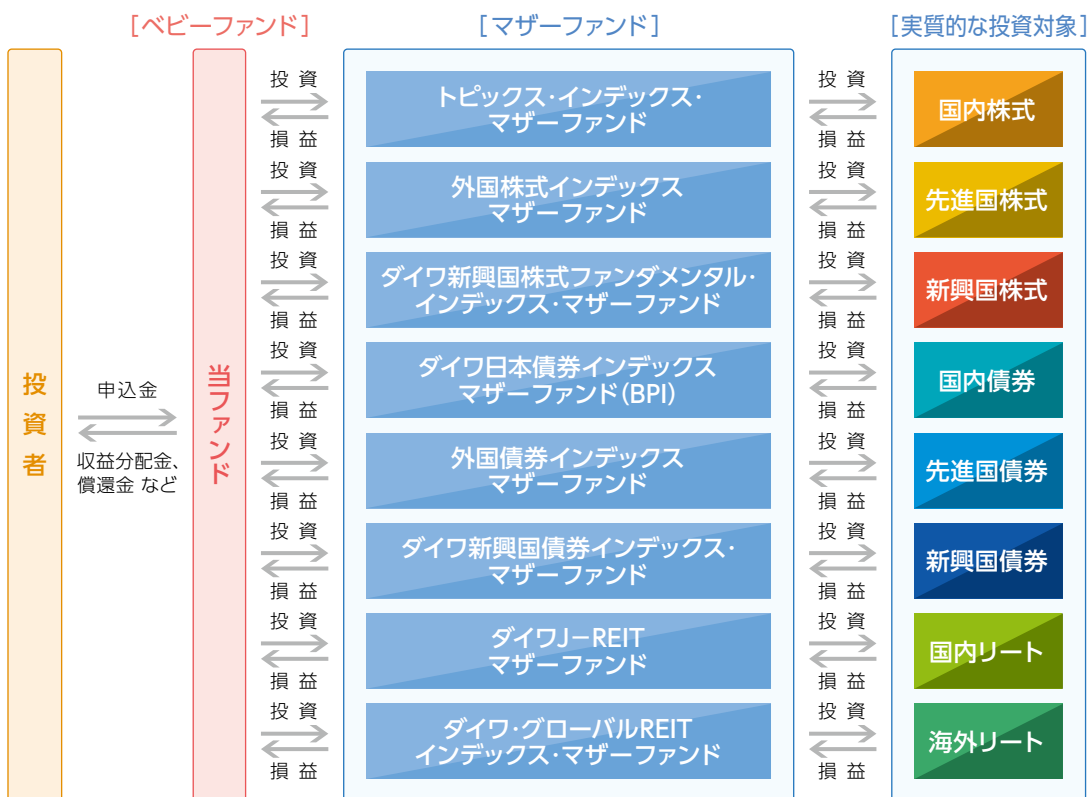 [ベビーファンド]
[マザーファンド]
[実質的な投資対象]
投資者
申込金
収益分配金、
償還金 など
当ファンド
投 資
損 益
トピックス・インデックス・
マザーファンド
投 資
損 益
国内株式
投 資
損 益
外国株式インデックス
マザーファンド
投 資
損 益
先進国株式
投 資
損 益
ダイワ新興国株式ファンダメンタル・
インデックス・マザーファンド
投 資
損 益
新興国株式
投 資
損 益
ダイワ日本債券インデックス
マザーファンド(BPI)
投 資
損 益
国内債券
投 資
損 益
外国債券インデックス
マザーファンド
投 資
損 益
先進国債券
投 資
損 益
ダイワ新興国債券インデックス・
マザーファンド
投 資
損 益
新興国債券
投 資
損 益
ダイワJ-REIT
マザーファンド
投 資
損 益
国内リート
投 資
損 益
ダイワ・グローバルREIT
インデックス・マザーファンド
投 資
損 益
海外リート